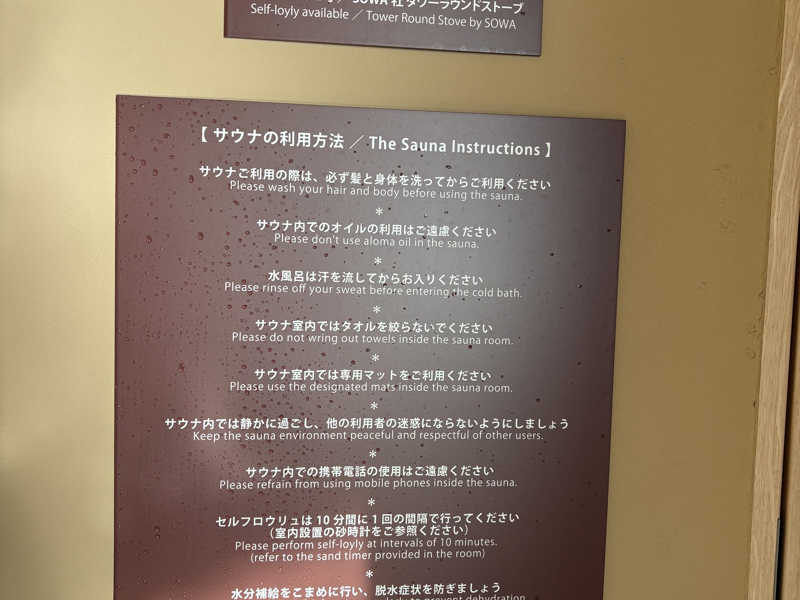 SOWA 社 タワーラウンドストーブ
Self-loyly available ／ Tower Round Stove by SOWA
【 サウナの利用方法 ／ The Sauna Instructions 】
サウナご利用の際は、必ず髪と身体を洗ってからご利用ください
Please wash your hair and body before using the sauna.
＊
サウナ内でのオイルの利用はご遠慮ください
Please don't use aloma oil in the sauna.
＊
水風呂は汗を流してからお入りください
Please rinse off your sweat before entering the cold bath.
＊
サウナ室内ではタオルを絞らないでください
Please do not wring out towels inside the sauna room.
＊
サウナ室内では専用マットをご利用ください
Please use the designated mats inside the sauna room.
＊
サウナ内では静かに過ごし、他の利用者の迷惑にならないようにしましょう
Keep the sauna environment peaceful and respectful of other users.
＊
サウナ内での携帯電話の使用はご遠慮ください
Please refrain from using mobile phones inside the sauna.
＊
セルフロウリュは 10 分間に 1 回の間隔で行ってください
（室内設置の砂時計をご参照ください）
Please perform self-loyly at intervals of 10 minutes.
(refer to the sand timer provided in the room)
＊
水分補給をこまめに行い、脱水症状を防ぎましょう
to prevent dehydration